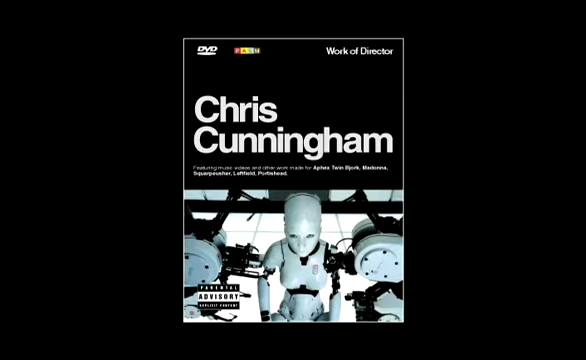 DVD
PALM
Work of Director
Chris
Cunningham
Featuring music videos and other work made for Aphex Twin Bjork, Madonna,
Squarepusher, Leftfield, Portishead.
PARENTAL
ADVISORY
EXPLICIT CONTENT